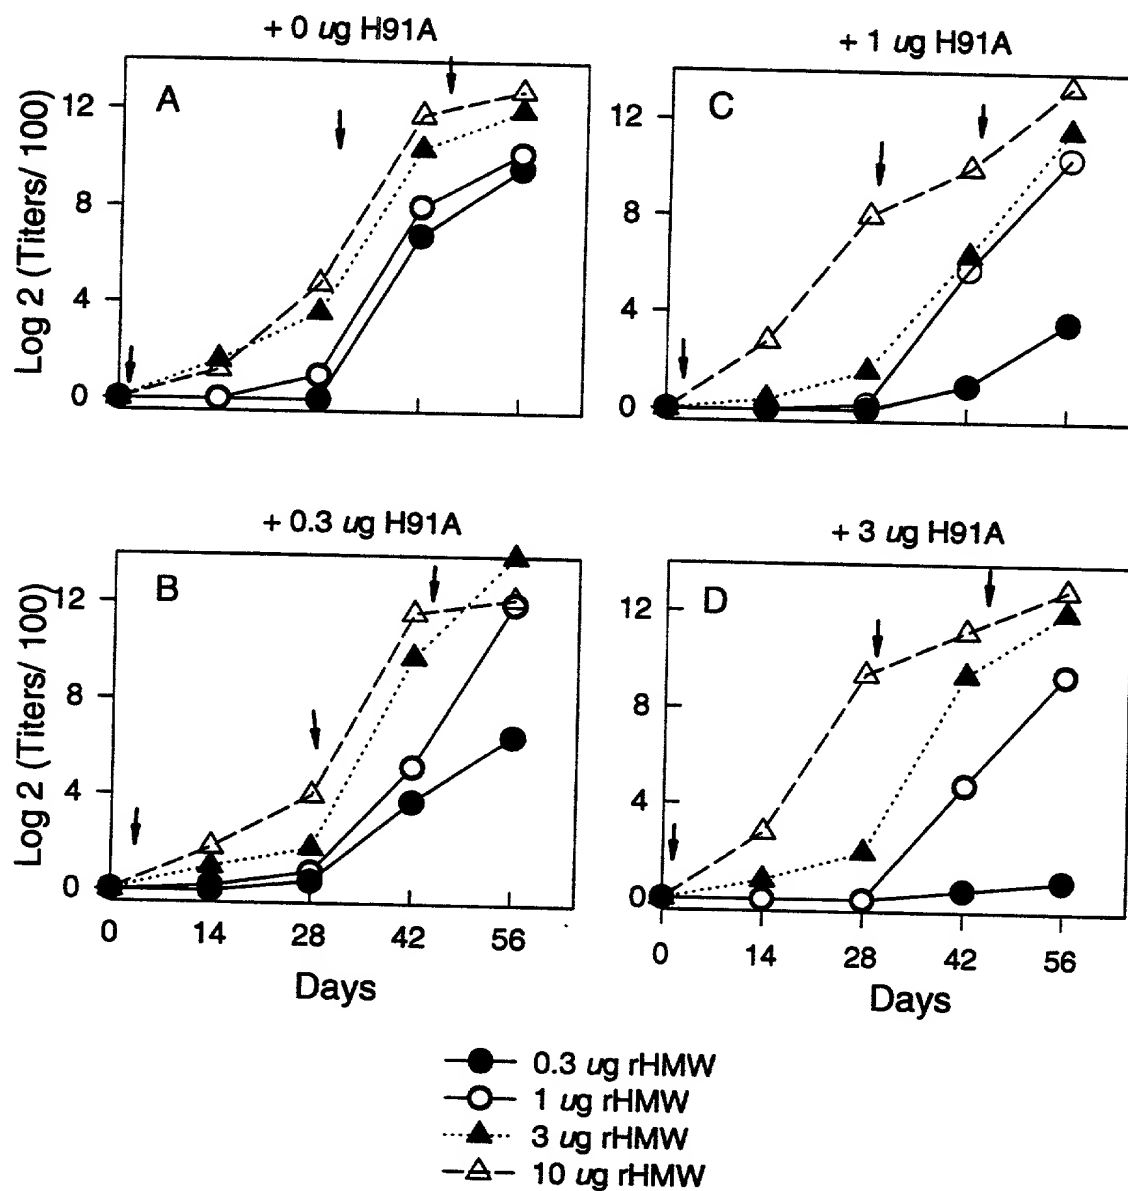 + 0 ug H91A
A
Log 2 (Titers/ 100)
12
8
4
0
+ 1 ug H91A
C
12
8
4
0
+ 0.3 ug H91A
B
Log 2 (Titers/ 100)
12
8
4
0
0 14 28 42 56
Days
+ 3 ug H91A
D
12
8
4
0
0 14 28 42 56
Days
0.3 ug rHMW
1 ug rHMW
3 ug rHMW
10 ug rHMW